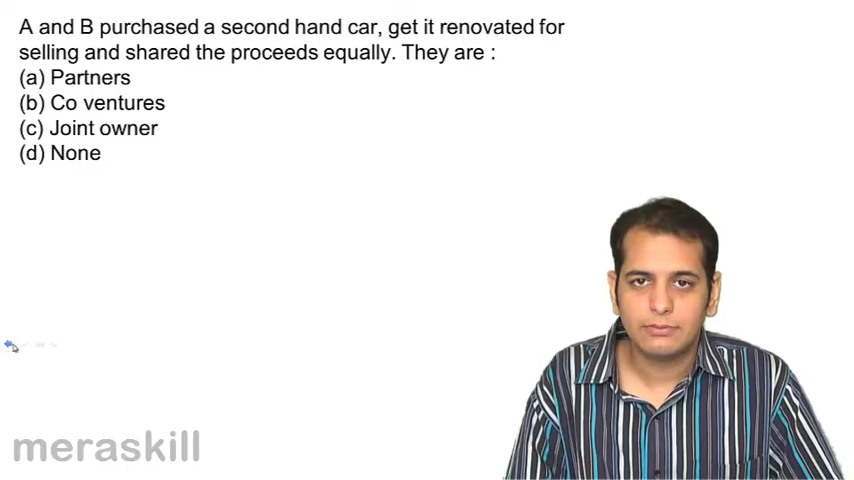 A and B purchased a second hand car, get it renovated for
selling and shared the proceeds equally. They are :
(a) Partners
(b) Co ventures
(c) Joint owner
(d) None
meraskill